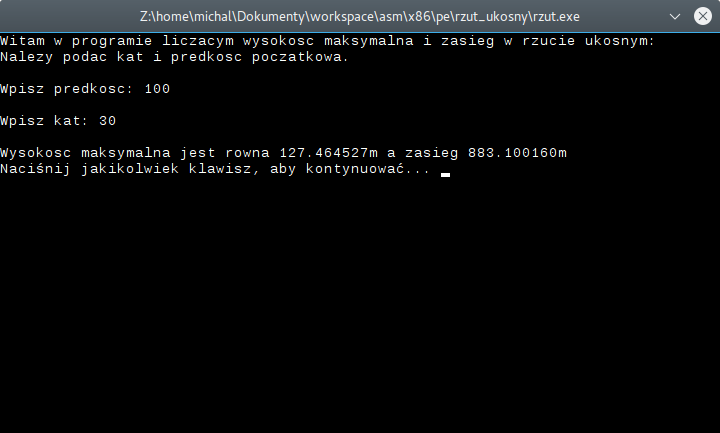 Z:\home\michal\Dokumenty\workspace\asm\x86\pe\rzut_ukosny\rzut.exe
Witam w programie liczacym wysokosc maksymalna i zasieg w rzucie ukosnym:
Nalezy podac kat i predkosc poczatkowa.
Wpisz predkosc: 100
Wpisz kat: 30
Wysokosc maksymalna jest rowna 127.464527m a zasieg 883.100160m
Naciśnij jakikolwiek klawisz, aby kontynuować...